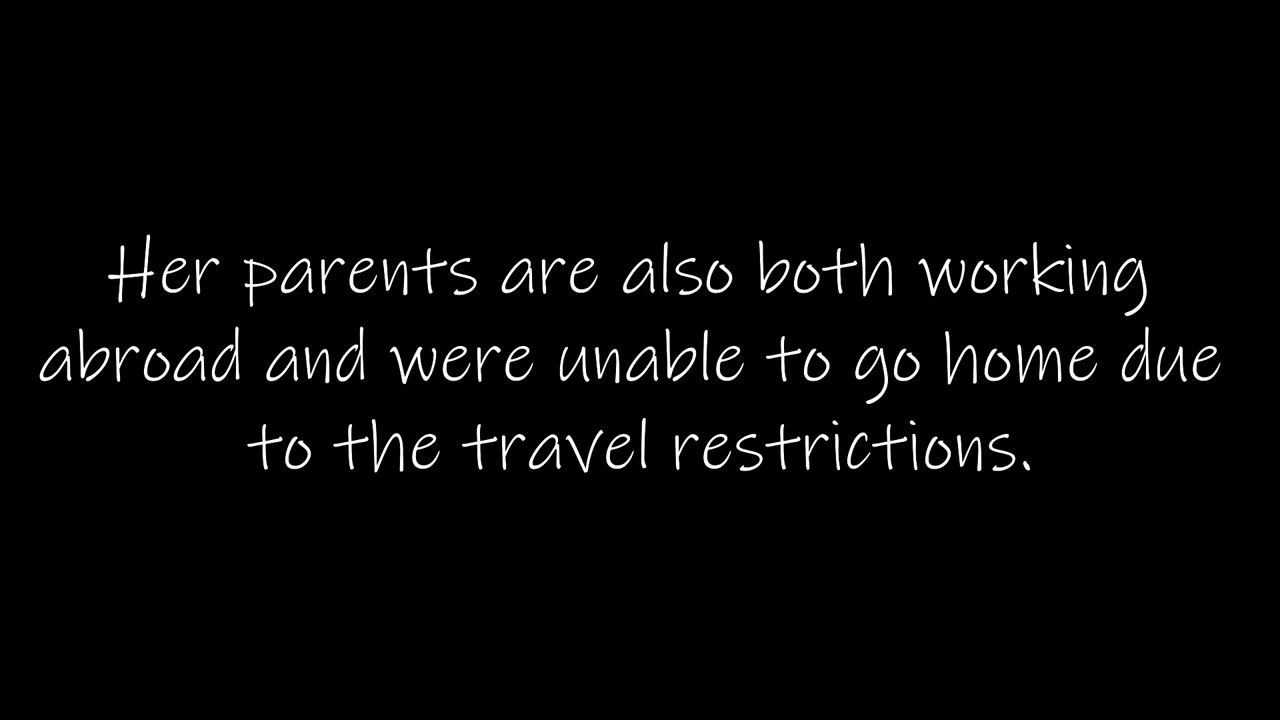 Her parents are also both working
abroad and were unable to go home due
to the travel restrictions.